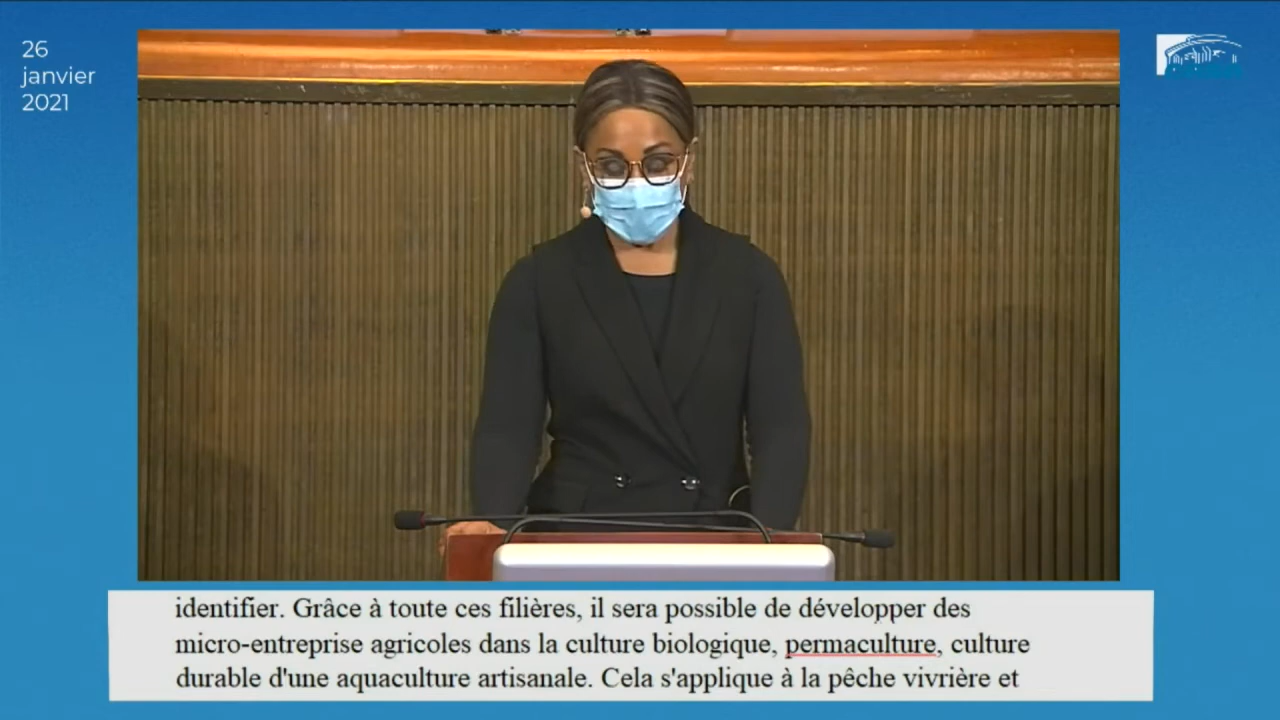 26
janvier
2021
identifier. Grâce à toute ces filières, il sera possible de développer des
micro-entreprise agricoles dans la culture biologique, permaculture, culture
durable d'une aquaculture artisanale. Cela s'applique à la pêche vivrière et